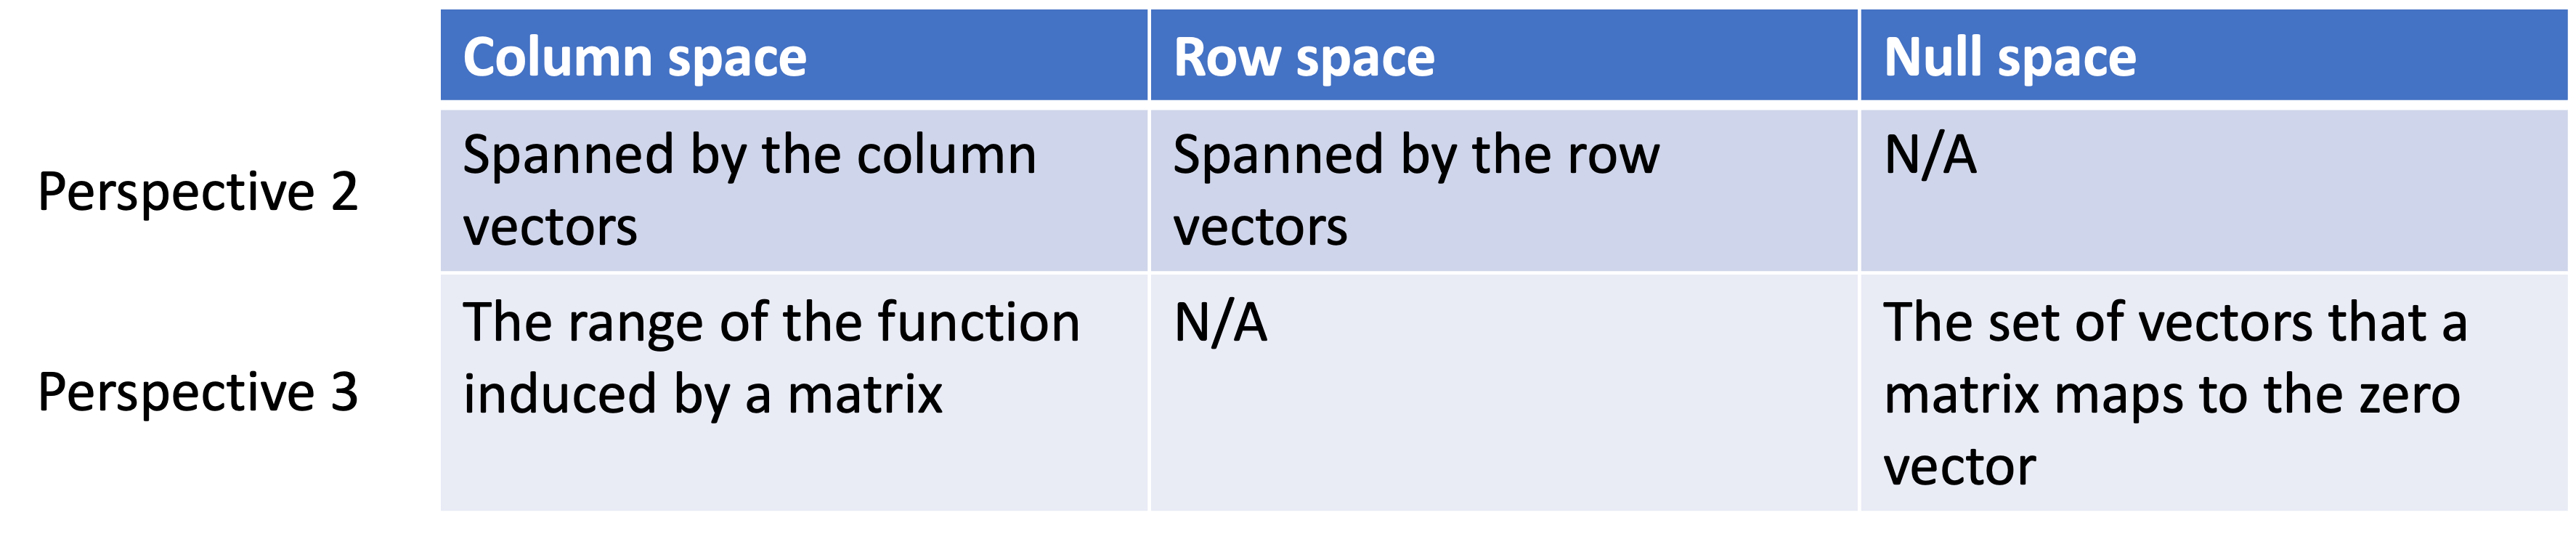 Column space
Row space
Null space
Perspective 2
Spanned by the column
vectors
Spanned by the row
vectors
N/A
Perspective 3
The range of the function
induced by a matrix
N/A
The set of vectors that a
matrix maps to the zero
vector